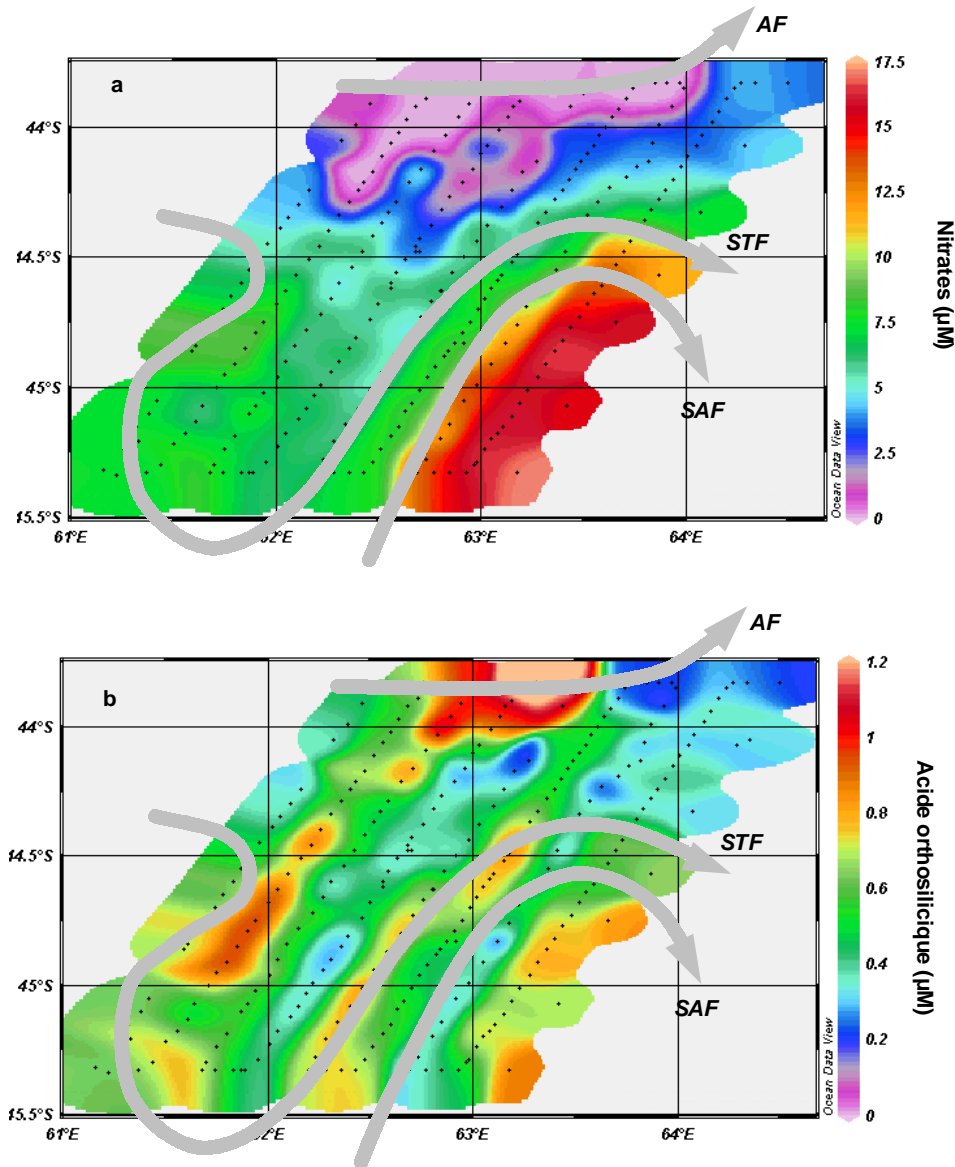 AF
a
17.5
44°S
15
12.5
STF
14.5°S
10
Nitrates (µM)
7.5
45°S
SAF
5
2.5
Ocean Data View
15.5°S
0
61°E
62°E
63°E
64°E
AF
b
1.2
44°S
1
STF
0.8
14.5°S
0.6
Acide orthosilicique (µM)
45°S
SAF
0.4
0.2
Ocean Data View
15.5°S
0
61°E
62°E
63°E
64°E